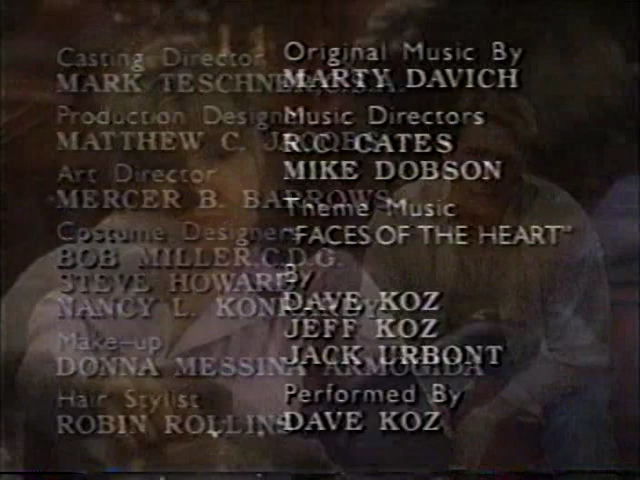 Casting Director
MARK TESCHNER, C.S.A.
Production Designer
MATTHEW C. JACOBS
Art Director
MERCER B. BARROWS
Costume Designers
BOB MILLER, C.D.G.
STEVE HOWARD
NANCY L. KONRARDY
Make-up
DONNA MESSINA ARMOGIDA
Hair Stylist
ROBIN ROLLINS
Original Music By
MARTY DAVICH
Music Directors
R.C. CATES
MIKE DOBSON
Theme Music
"FACES OF THE HEART"
By
DAVE KOZ
JEFF KOZ
JACK URBONT
Performed By
DAVE KOZ